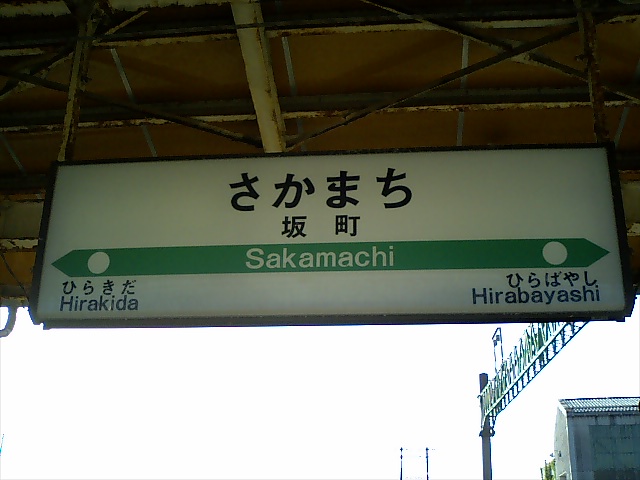 さかまち
坂町
Sakamachi
ひらきだ
Hirakida
ひらばやし
Hirabayashi